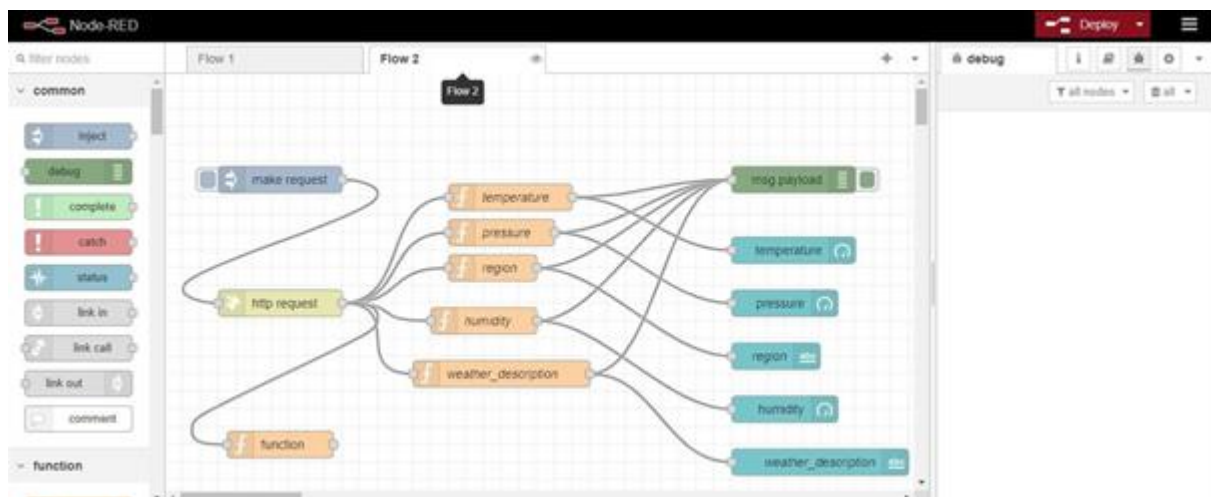 Node-RED
Deploy
filter nodes
Flow 1
Flow 2
debug
i
all nodes
all
Flow 2
common
inject
debug
complete
catch
status
link in
link call
link out
comment
function
make request
http request
function
temperature
pressure
region
humidity
weather_description
msg.payload
temperature
pressure
region
abc
humidity
weather_description
abc